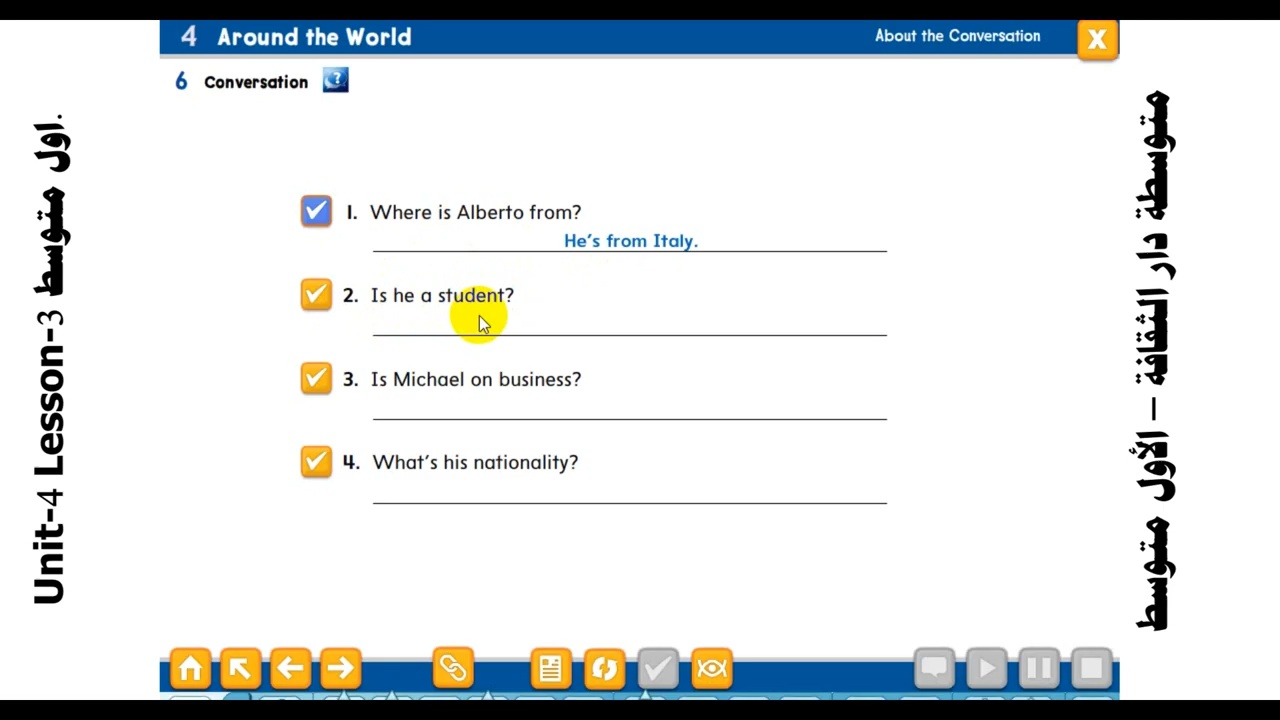 4 Around the World
About the Conversation
X
6 Conversation
?
1. Where is Alberto from?
He's from Italy.
2. Is he a student?
3. Is Michael on business?
4. What's his nationality?
Unit-4 Lesson-3 اول متوسط.
متوسطة دار الثقافة – الأول متوسط